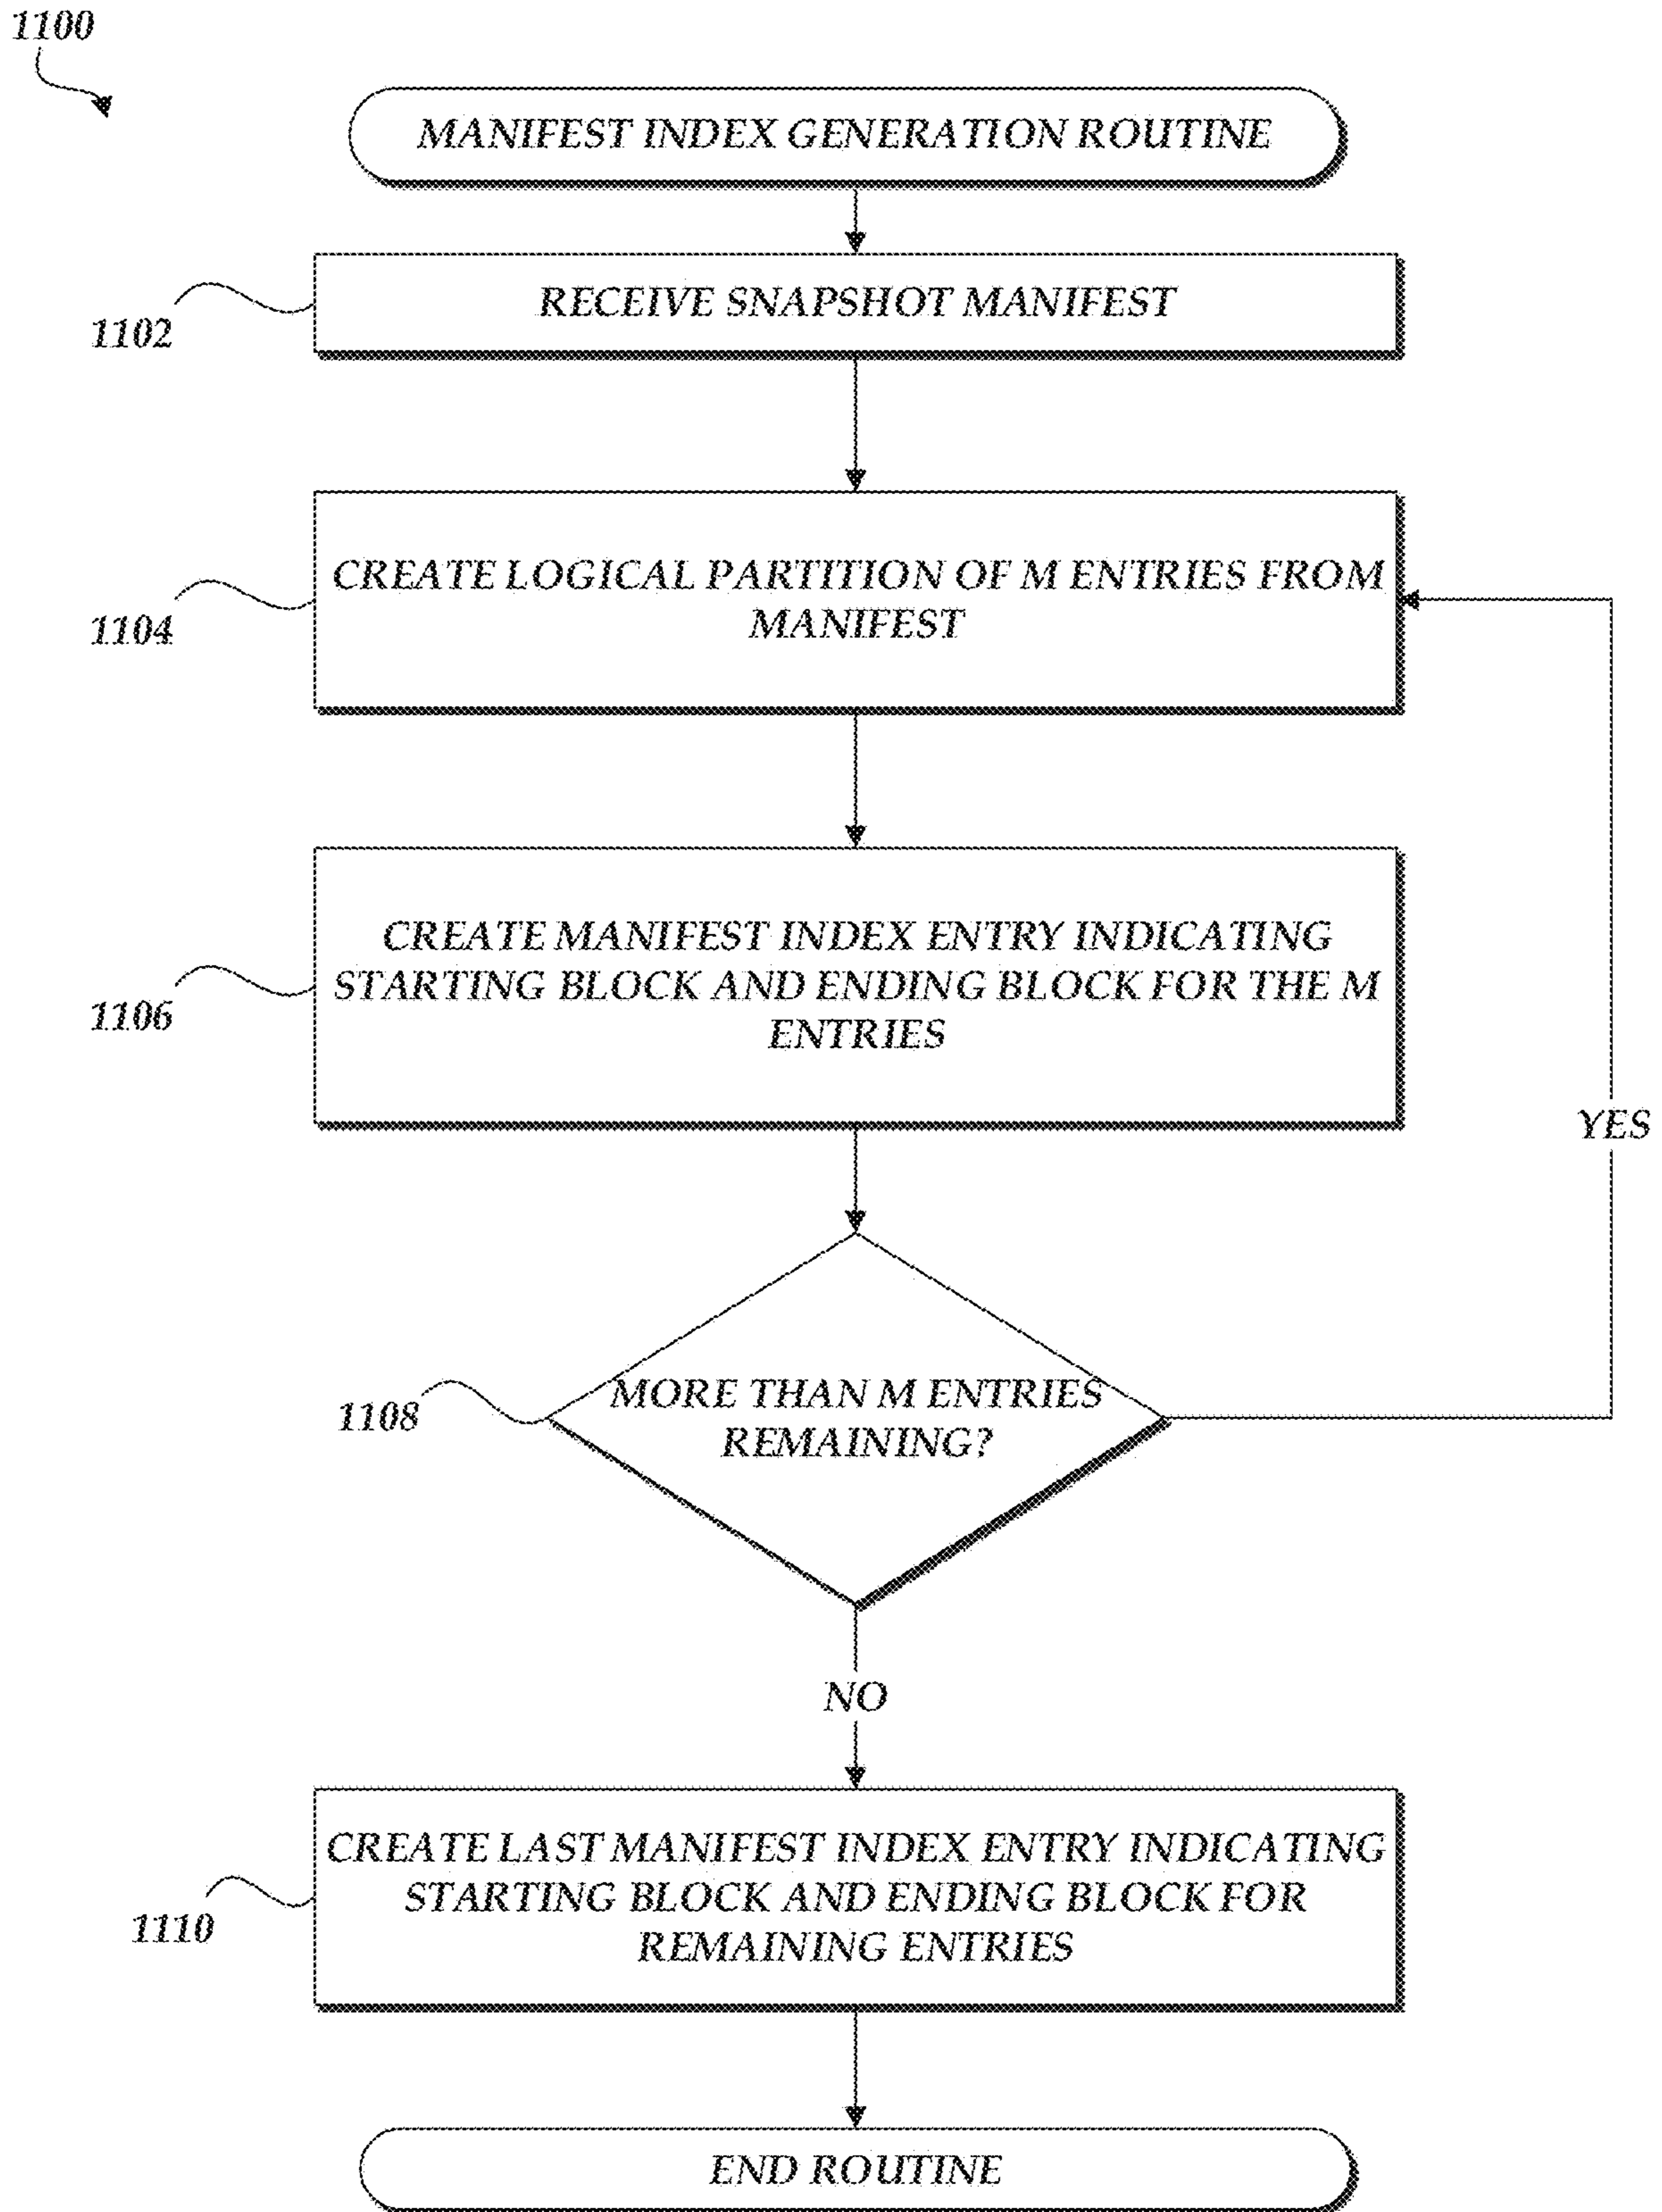 1100
MANIFEST INDEX GENERATION ROUTINE
RECEIVE SNAPSHOT MANIFEST
1102
CREATE LOGICAL PARTITION OF M ENTRIES FROM
MANIFEST
1104
CREATE MANIFEST INDEX ENTRY INDICATING
STARTING BLOCK AND ENDING BLOCK FOR THE M
ENTRIES
1106
YES
MORE THAN M ENTRIES
REMAINING?
1108
NO
CREATE LAST MANIFEST INDEX ENTRY INDICATING
STARTING BLOCK AND ENDING BLOCK FOR
REMAINING ENTRIES
1110
END ROUTINE